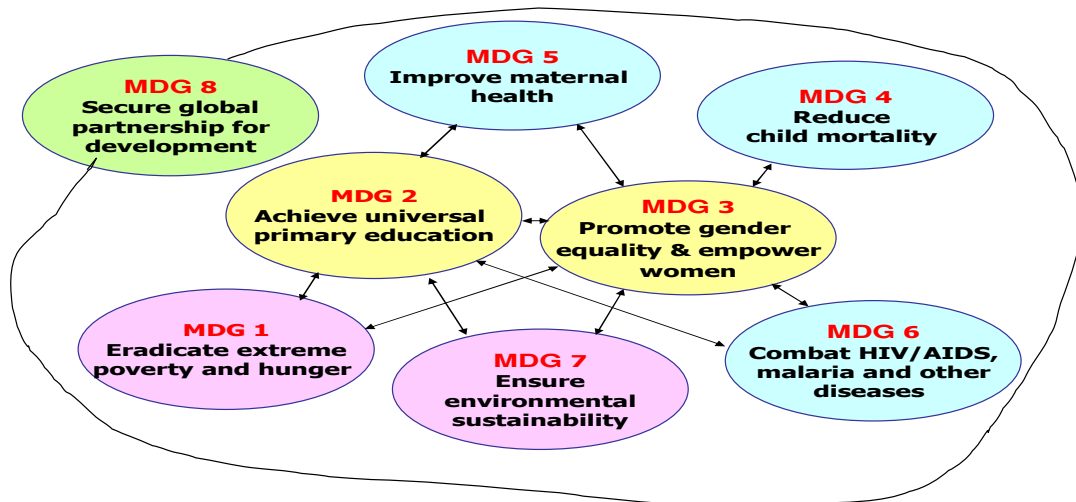 MDG 8
Secure global
partnership for
development
MDG 5
Improve maternal
health
MDG 4
Reduce
child mortality
MDG 2
Achieve universal
primary education
MDG 3
Promote gender
equality & empower
women
MDG 1
Eradicate extreme
poverty and hunger
MDG 7
Ensure
environmental
sustainability
MDG 6
Combat HIV/AIDS,
malaria and other
diseases